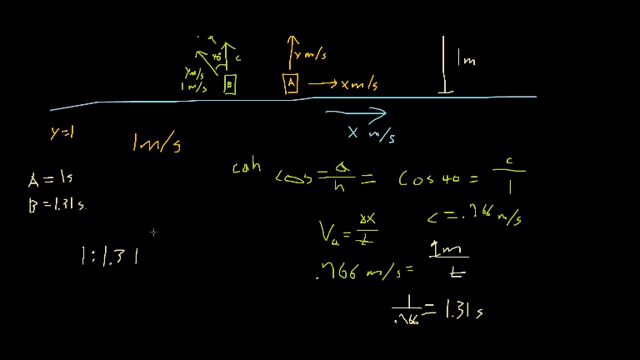 40°
C
Y m/s
1 m/s
B
Y m/s
A
X m/s
1m
X m/s
Y=1
1m/s
A = 1s
B = 1.31s
1:1.31
cah
cos = a/h = cos 40 = c/1
c = .766 m/s
Va = Δx/t
.766 m/s = 1m/t
1/.766 = 1.31 s